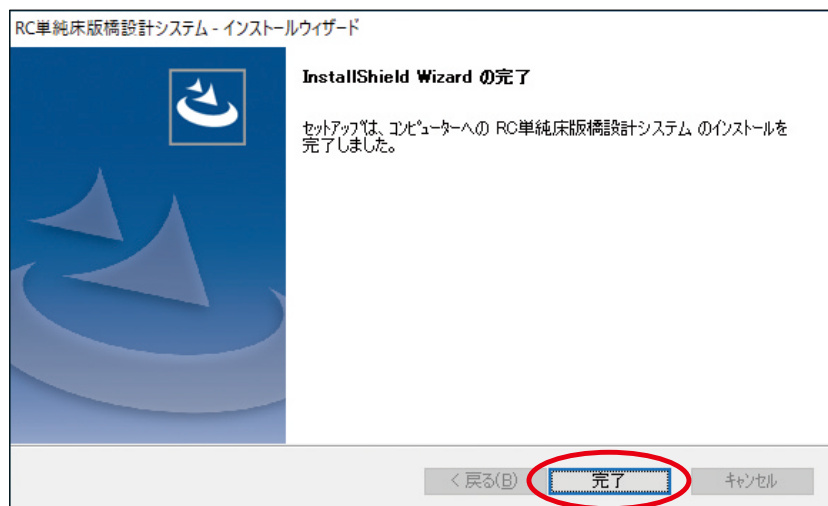 RC単純床版橋設計システム - インストールウィザード
InstallShield Wizard の完了
セットアップは、コンピューターへの RC単純床版橋設計システム のインストールを
完了しました。
< 戻る(B)
完了
キャンセル